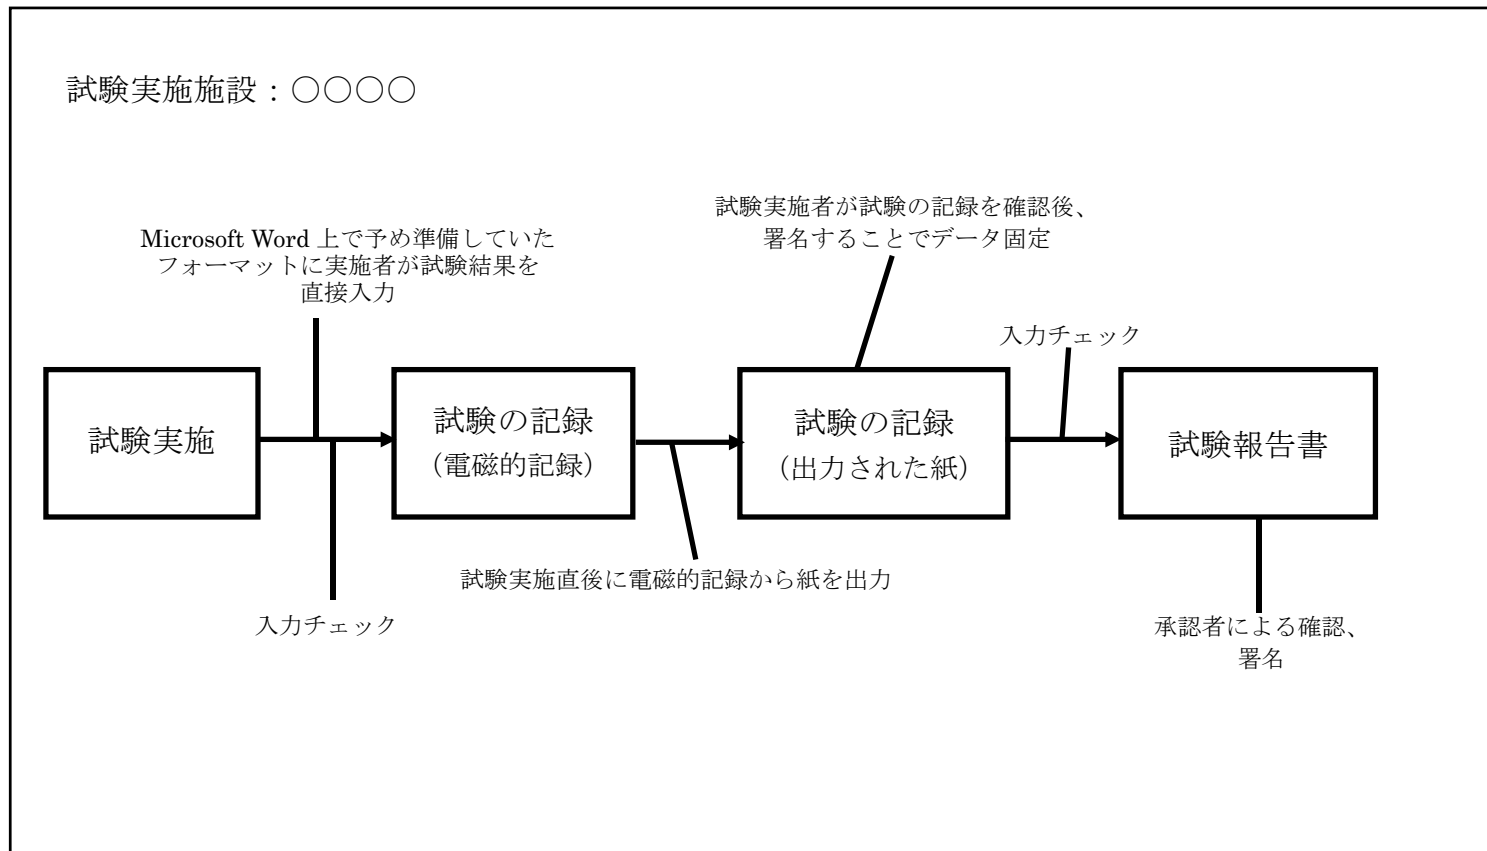 試験実施施設：○○○○
Microsoft Word 上で予め準備していた
フォーマットに実施者が試験結果を
直接入力
試験実施者が試験の記録を確認後、
署名することでデータ固定
入力チェック
試験実施
試験の記録
（電磁的記録）
試験の記録
（出力された紙）
試験報告書
試験実施直後に電磁的記録から紙を出力
入力チェック
承認者による確認、
署名